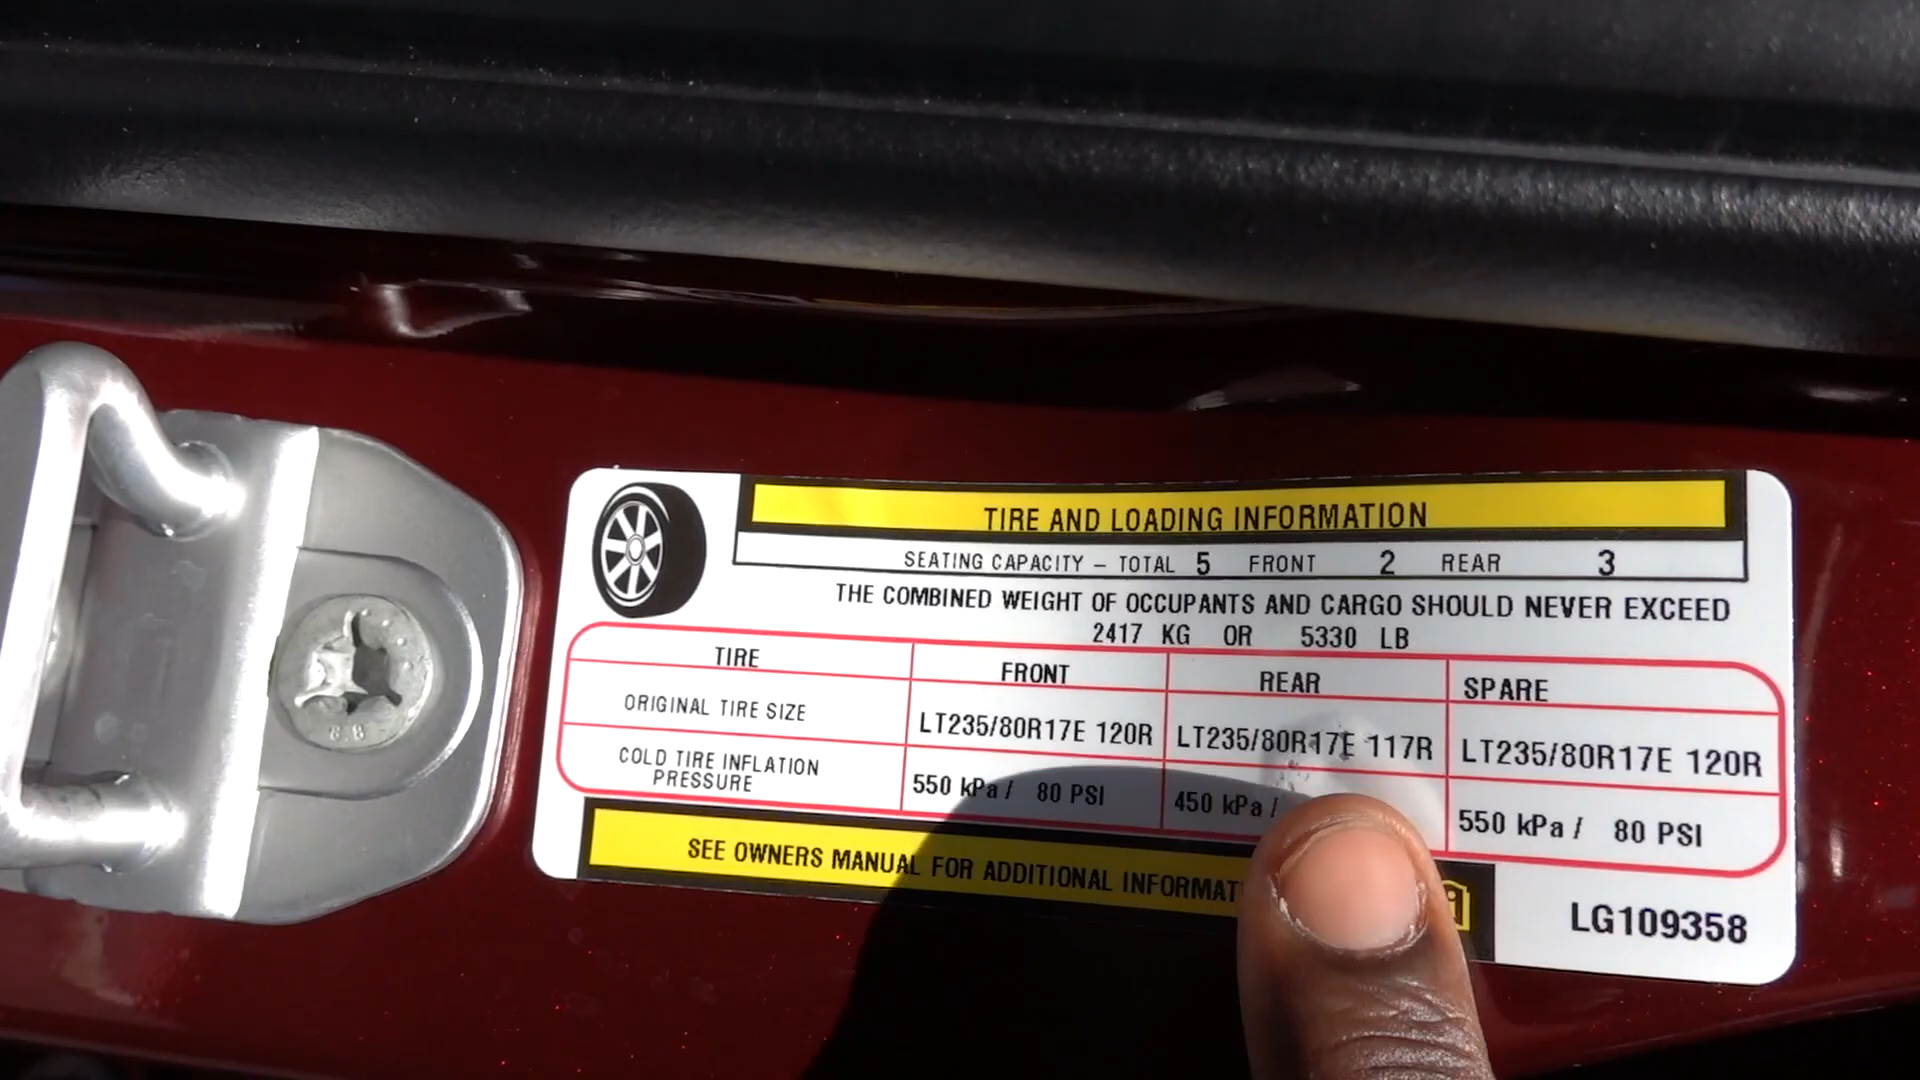 TIRE AND LOADING INFORMATION
SEATING CAPACITY – TOTAL 5 FRONT 2 REAR 3
THE COMBINED WEIGHT OF OCCUPANTS AND CARGO SHOULD NEVER EXCEED
2417 KG OR 5330 LB
TIRE FRONT REAR SPARE
ORIGINAL TIRE SIZE LT235/80R17E 120R LT235/80R17E 117R LT235/80R17E 120R
COLD TIRE INFLATION
PRESSURE 550 kPa / 80 PSI 450 kPa / 550 kPa / 80 PSI
SEE OWNERS MANUAL FOR ADDITIONAL
LG109358
8.8